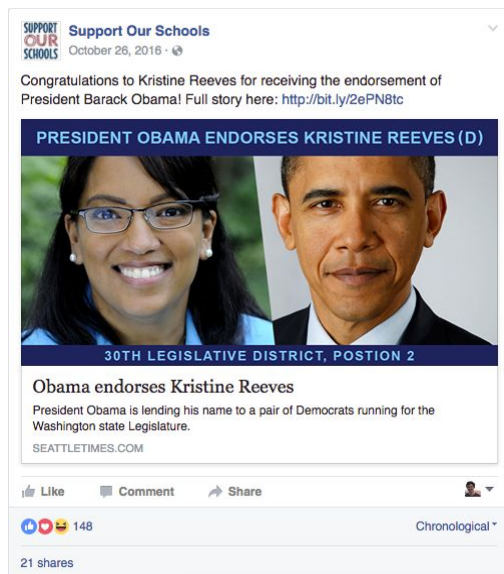 SUPPORT
OUR
SCHOOLS
Support Our Schools
October 26, 2016 ·
Congratulations to Kristine Reeves for receiving the endorsement of
President Barack Obama! Full story here: http://bit.ly/2ePN8tc
PRESIDENT OBAMA ENDORSES KRISTINE REEVES (D)
30TH LEGISLATIVE DISTRICT, POSTION 2
Obama endorses Kristine Reeves
President Obama is lending his name to a pair of Democrats running for the
Washington state Legislature.
SEATTLETIMES.COM
Like Comment Share
148 Chronological
21 shares